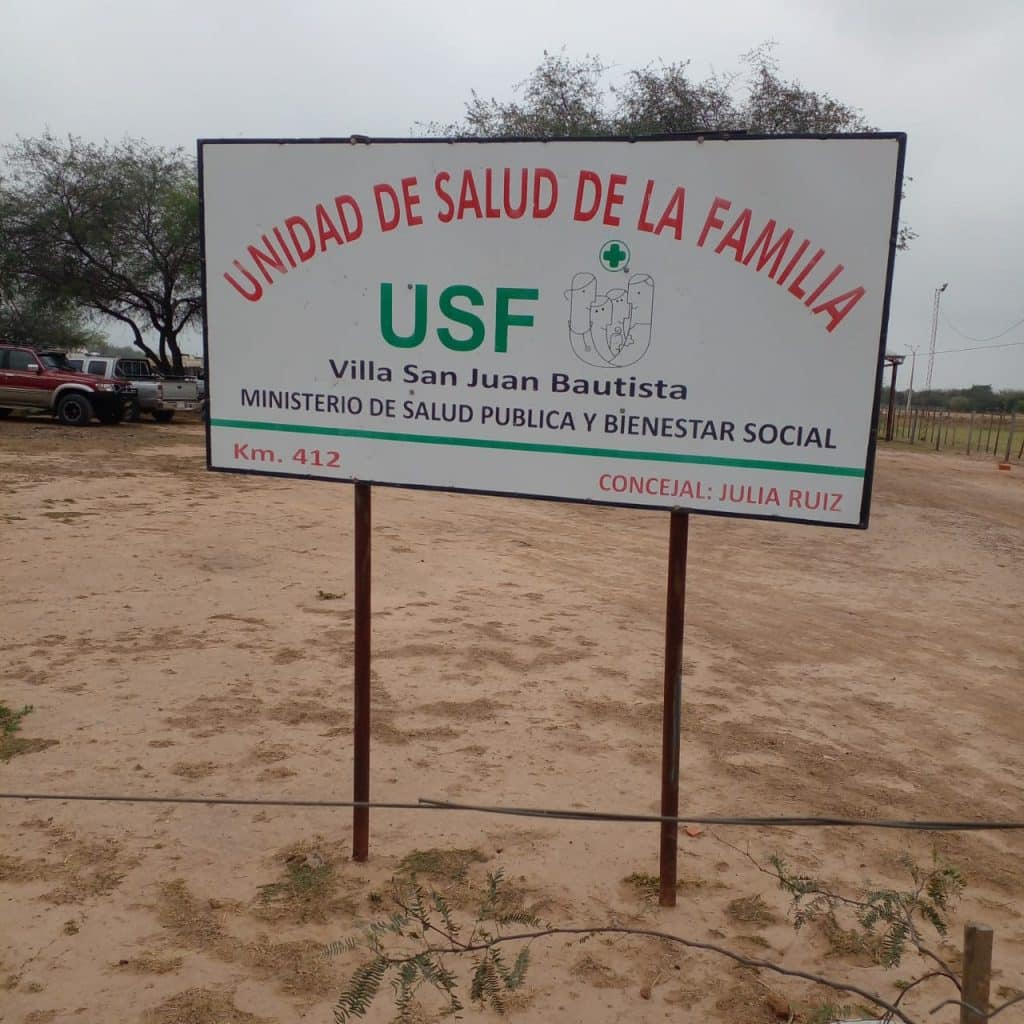 UNIDAD DE SALUD DE LA FAMILIA
USF
Villa San Juan Bautista
MINISTERIO DE SALUD PUBLICA Y BIENESTAR SOCIAL
Km. 412
CONCEJAL: JULIA RUIZ